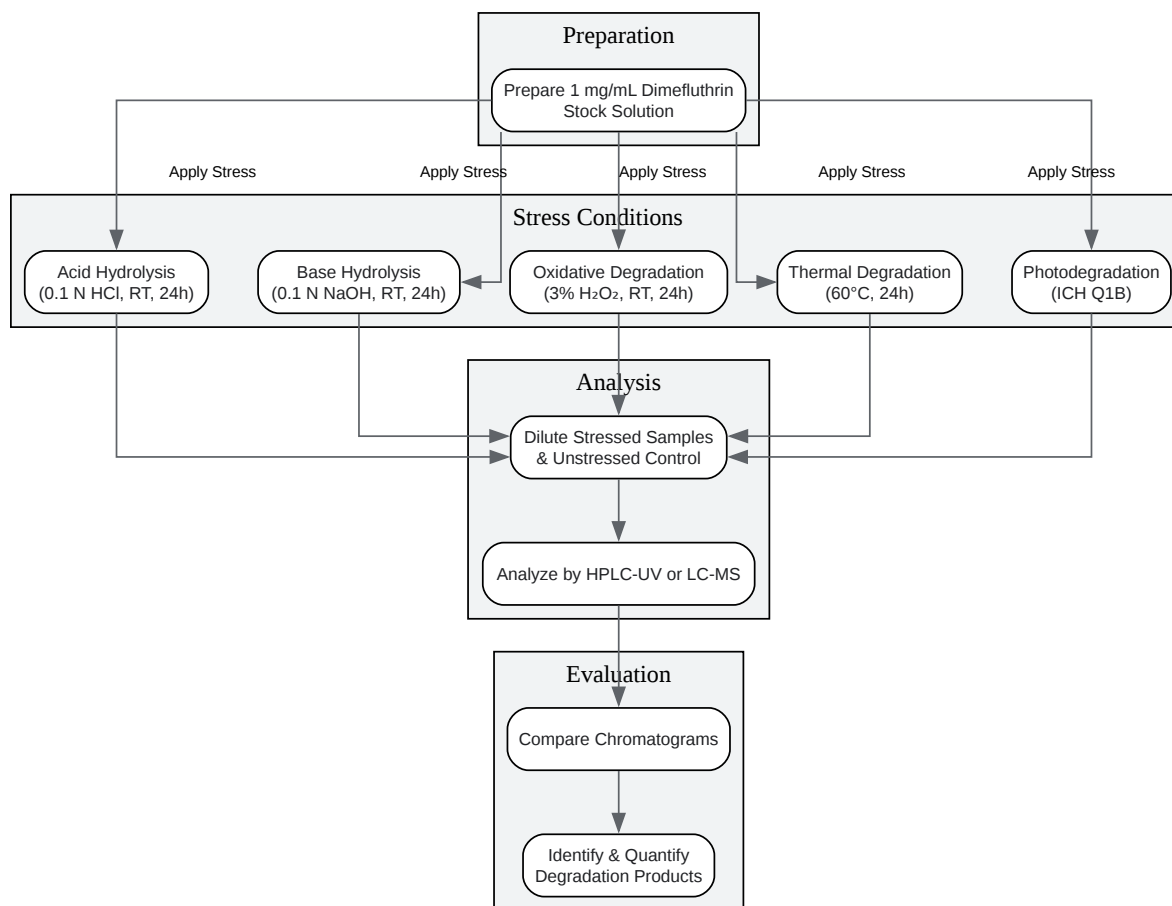 Preparation
Prepare 1 mg/mL Dimefluthrin
Stock Solution
Apply Stress
Apply Stress
Apply Stress
Apply Stress
Apply Stress
Stress Conditions
Acid Hydrolysis
(0.1 N HCl, RT, 24h)
Base Hydrolysis
(0.1 N NaOH, RT, 24h)
Oxidative Degradation
(3% H₂O₂, RT, 24h)
Thermal Degradation
(60°C, 24h)
Photodegradation
(ICH Q1B)
Analysis
Dilute Stressed Samples
& Unstressed Control
Analyze by HPLC-UV or LC-MS
Evaluation
Compare Chromatograms
Identify & Quantify
Degradation Products